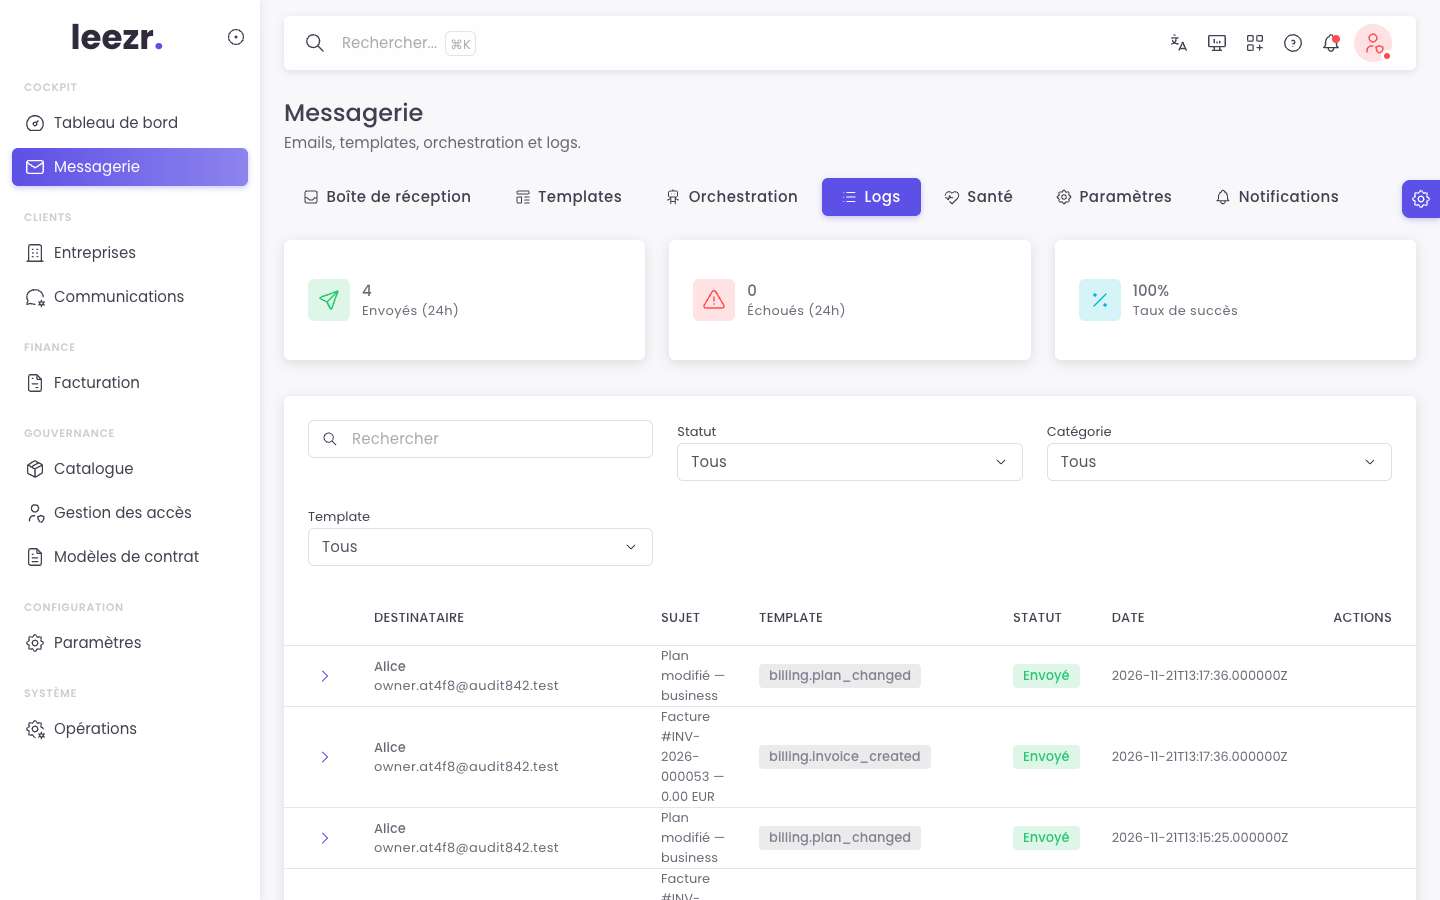 leezr.
COCKPIT
Tableau de bord
Messagerie
CLIENTS
Entreprises
Communications
FINANCE
Facturation
GOUVERNANCE
Catalogue
Gestion des accès
Modèles de contrat
CONFIGURATION
Paramètres
SYSTÈME
Opérations
Rechercher... ⌘K
Messagerie
Emails, templates, orchestration et logs.
Boîte de réception Templates Orchestration Logs Santé Paramètres Notifications
4
Envoyés (24h)
0
Échoués (24h)
100%
Taux de succès
Rechercher
Statut
Tous
Catégorie
Tous
Template
Tous
DESTINATAIRE SUJET TEMPLATE STATUT DATE ACTIONS
Alice
owner.at4f8@audit842.test
Plan
modifié —
business
billing.plan_changed
Envoyé
2026-11-21T13:17:36.000000Z
Alice
owner.at4f8@audit842.test
Facture
#INV-
2026-
000053 —
0.00 EUR
billing.invoice_created
Envoyé
2026-11-21T13:17:36.000000Z
Alice
owner.at4f8@audit842.test
Plan
modifié —
business
billing.plan_changed
Envoyé
2026-11-21T13:15:25.000000Z
Facture
#INV-